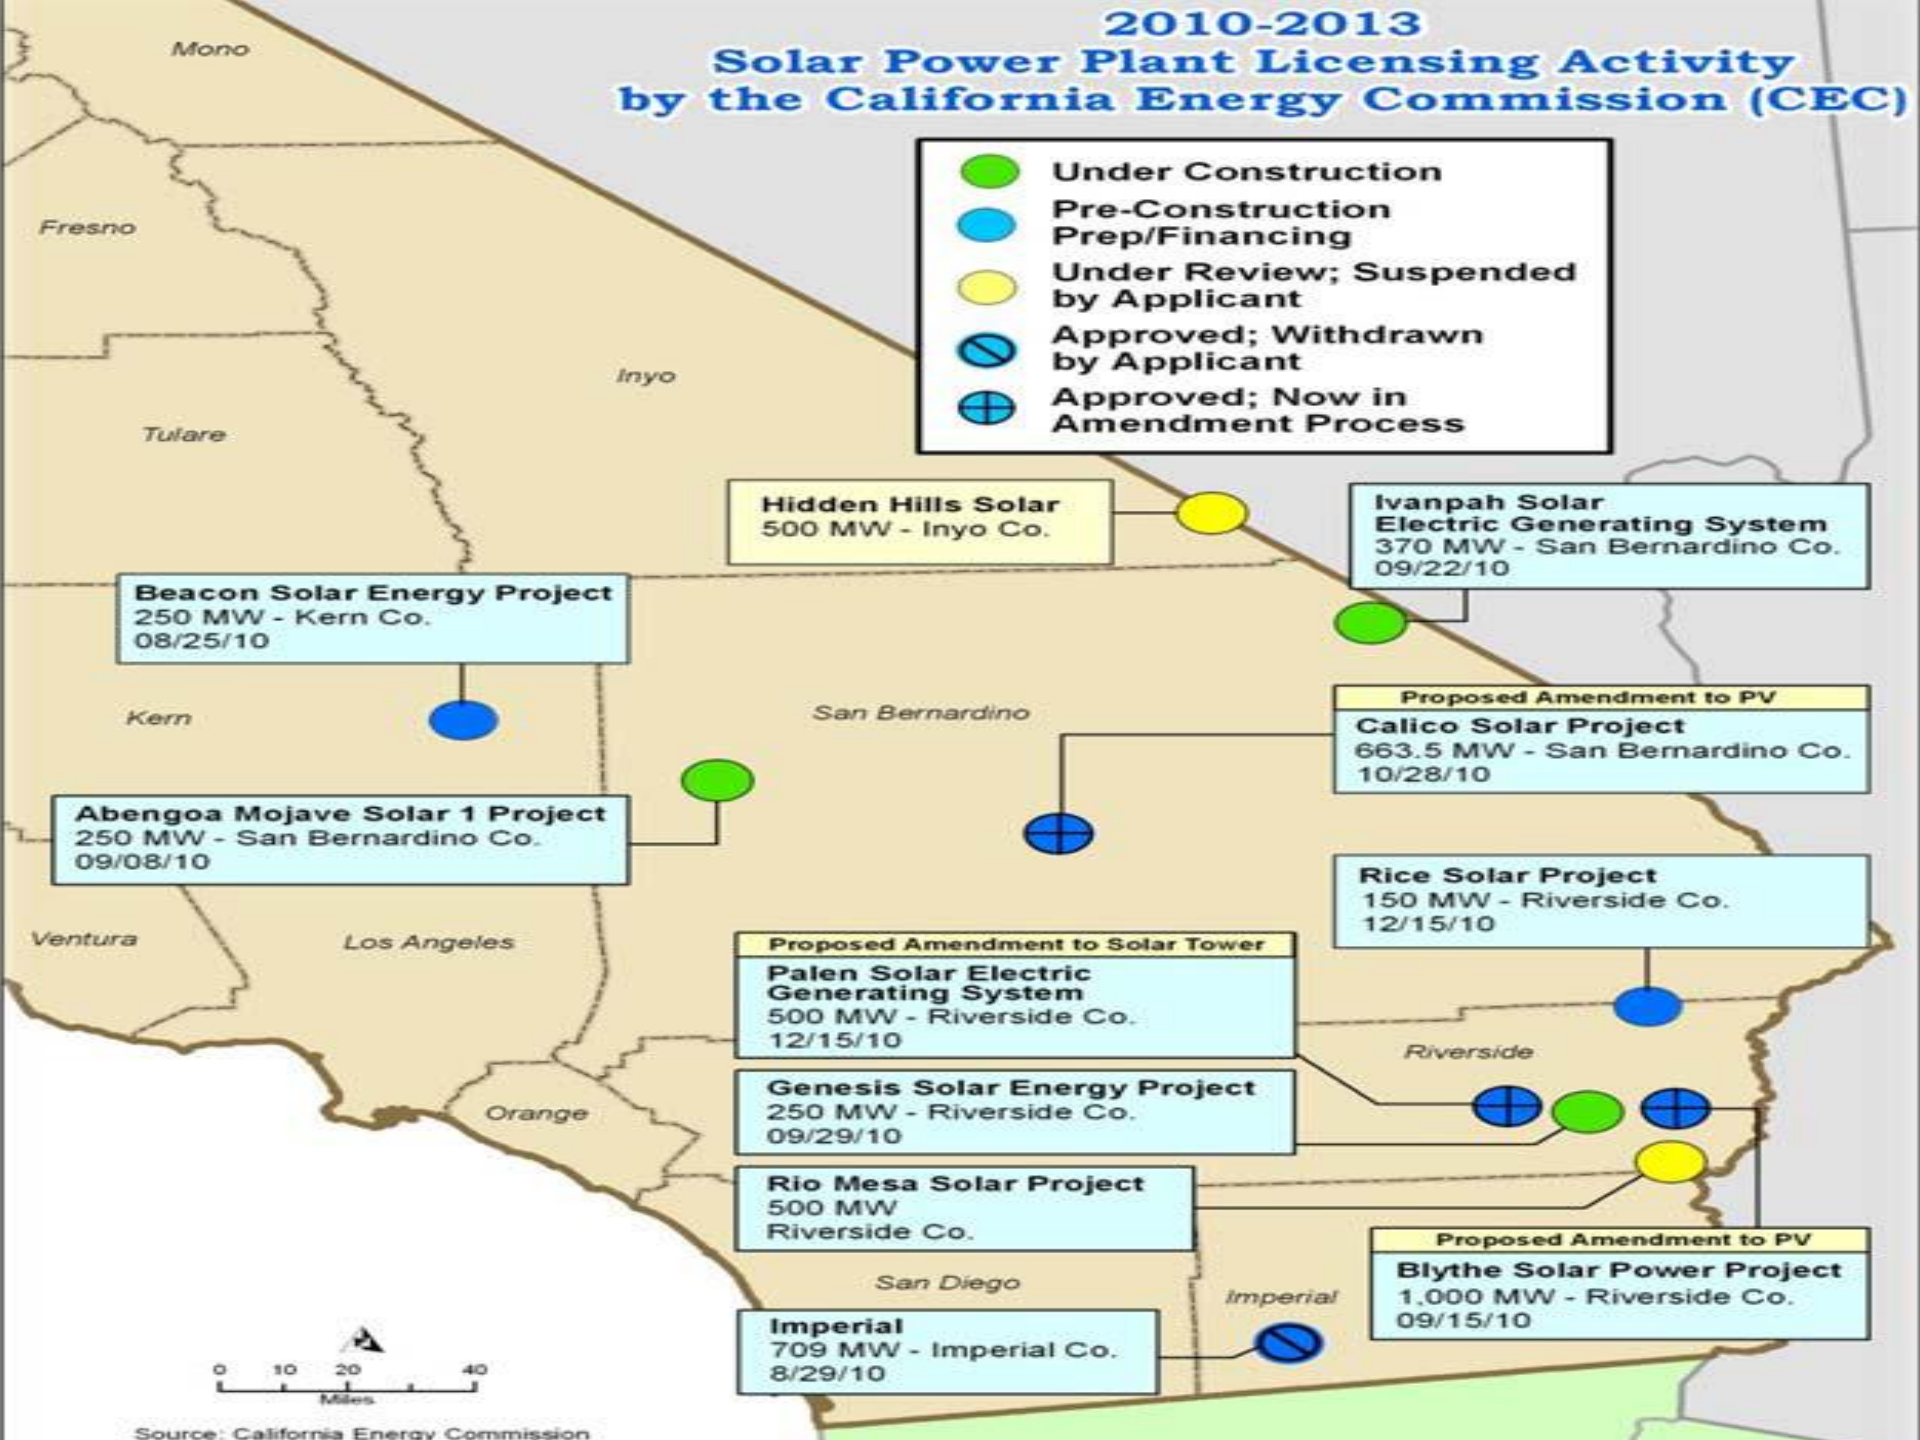 2010-2013
Solar Power Plant Licensing Activity
by the California Energy Commission (CEC)
Under Construction
Pre-Construction
Prep/Financing
Under Review; Suspended
by Applicant
Approved; Withdrawn
by Applicant
Approved; Now in
Amendment Process
Mono
Fresno
Inyo
Tulare
Hidden Hills Solar
500 MW - Inyo Co.
Ivanpah Solar
Electric Generating System
370 MW - San Bernardino Co.
09/22/10
Beacon Solar Energy Project
250 MW - Kern Co.
08/25/10
Kern
San Bernardino
Proposed Amendment to PV
Calico Solar Project
663.5 MW - San Bernardino Co.
10/28/10
Abengoa Mojave Solar 1 Project
250 MW - San Bernardino Co.
09/08/10
Rice Solar Project
150 MW - Riverside Co.
12/15/10
Ventura
Los Angeles
Proposed Amendment to Solar Tower
Palen Solar Electric
Generating System
500 MW - Riverside Co.
12/15/10
Riverside
Orange
Genesis Solar Energy Project
250 MW - Riverside Co.
09/29/10
Rio Mesa Solar Project
500 MW
Riverside Co.
San Diego
Imperial
Proposed Amendment to PV
Blythe Solar Power Project
1,000 MW - Riverside Co.
09/15/10
Imperial
709 MW - Imperial Co.
8/29/10
0 10 20 40
Miles
Source: California Energy Commission